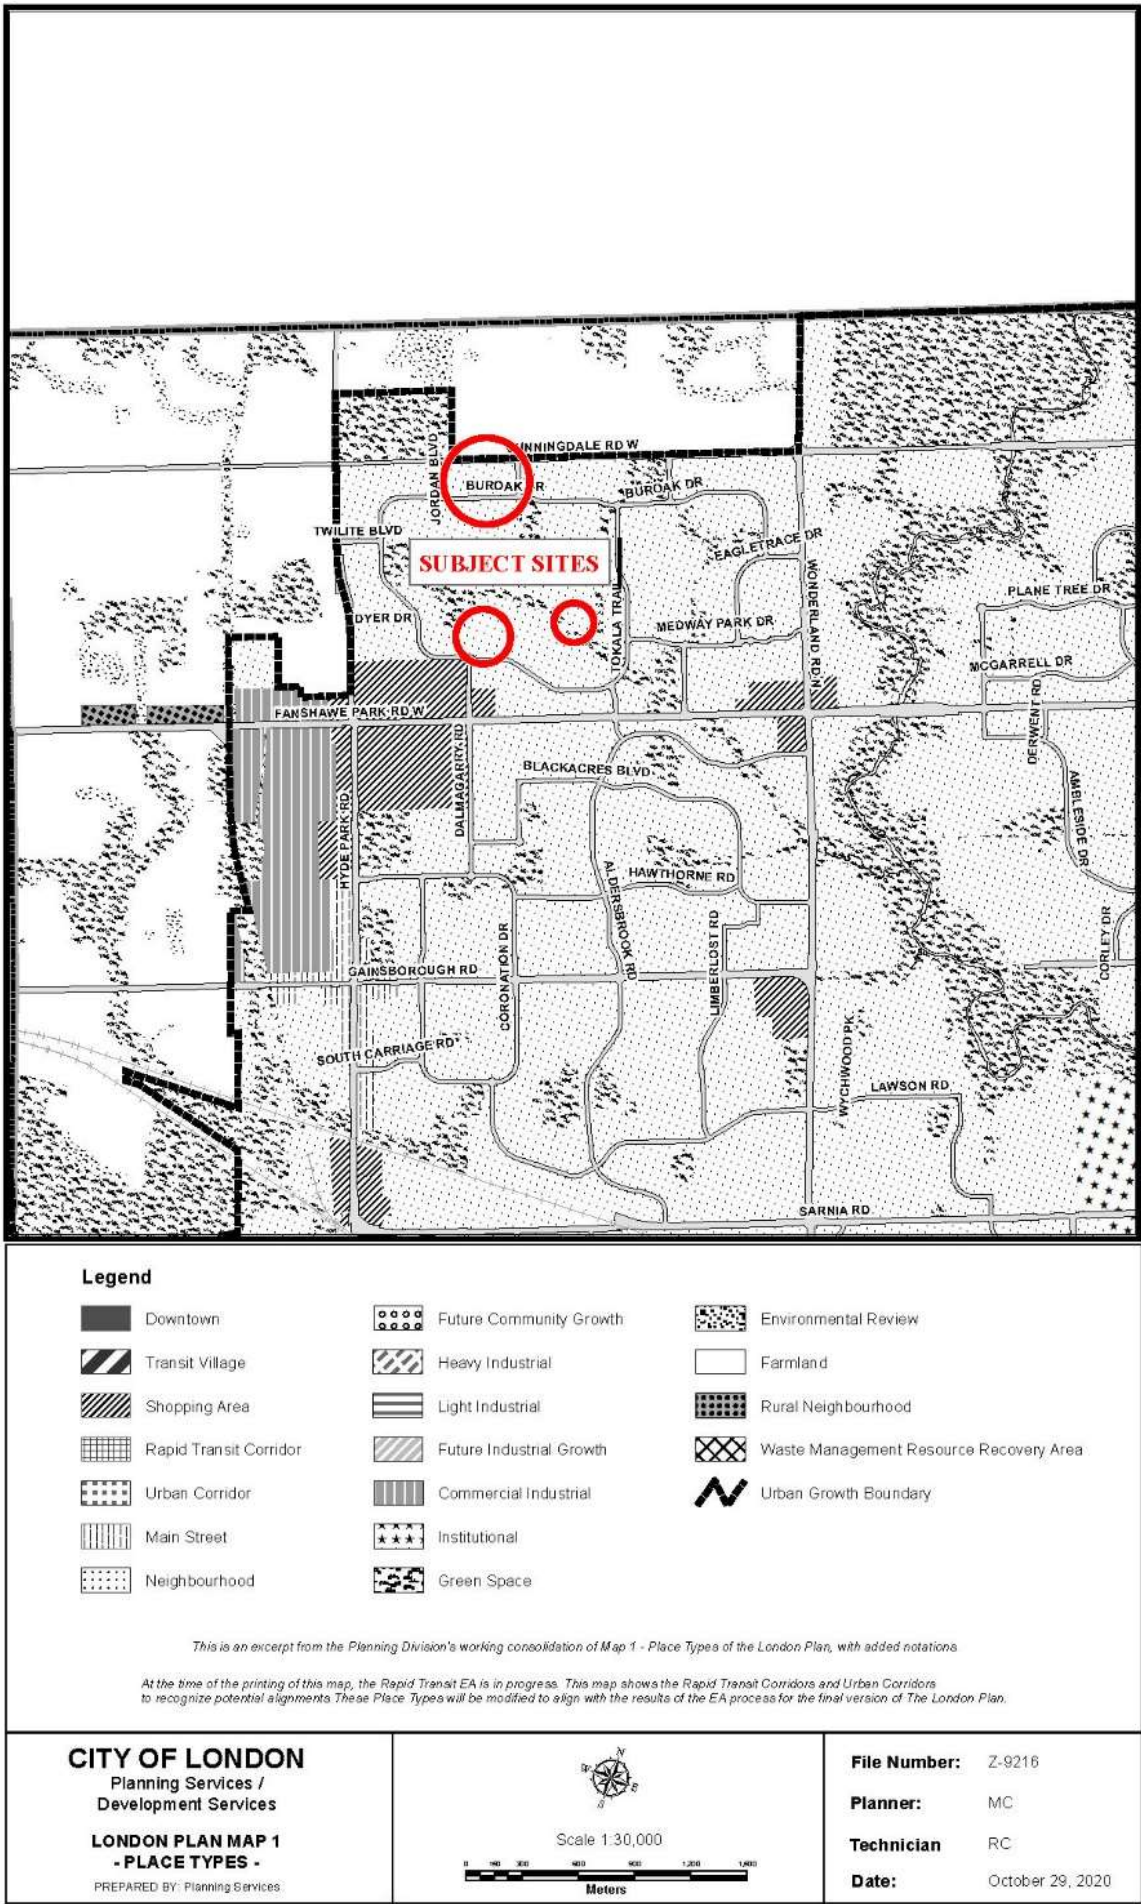 UNNINGDALE RD W
JORDAN BLVD
BUROAK DR
BUROAK DR
TWILITE BLVD
EAGLETRACE DR
SUBJECT SITES
WONDERLAND RD N
PLANE TREE DR
DYER DR
TOKALA TRAIL
MEDWAY PARK DR
MCGARRELL DR
FANSHAWE PARK RD W
DERWENT RD
DALMAGARRY RD
BLACKACRES BLVD
AMBLESIDE DR
HYDE PARK RD
HAWTHORNE RD
ALDERSBROOK RD
LIMBERLOST RD
CORONATION DR
CORLEY DR
GAINSBOROUGH RD
SOUTH CARRIAGE RD
WYCHWOOD PK
LAWSON RD
SARNIA RD
Legend
Downtown
Transit Village
Shopping Area
Rapid Transit Corridor
Urban Corridor
Main Street
Neighbourhood
Future Community Growth
Heavy Industrial
Light Industrial
Future Industrial Growth
Commercial Industrial
Institutional
Green Space
Environmental Review
Farmland
Rural Neighbourhood
Waste Management Resource Recovery Area
Urban Growth Boundary
This is an excerpt from the Planning Division's working consolidation of Map 1 - Place Types of the London Plan, with added notations
At the time of the printing of this map, the Rapid Transit EA is in progress. This map shows the Rapid Transit Corridors and Urban Corridors
to recognize potential alignments These Place Types will be modified to align with the results of the EA process for the final version of The London Plan.
CITY OF LONDON
Planning Services /
Development Services
LONDON PLAN MAP 1
- PLACE TYPES -
PREPARED BY: Planning Services
N
W
E
S
Scale 1:30,000
0 150 300 600 900 1,200 1,500
Meters
File Number: Z-9216
Planner: MC
Technician RC
Date: October 29, 2020